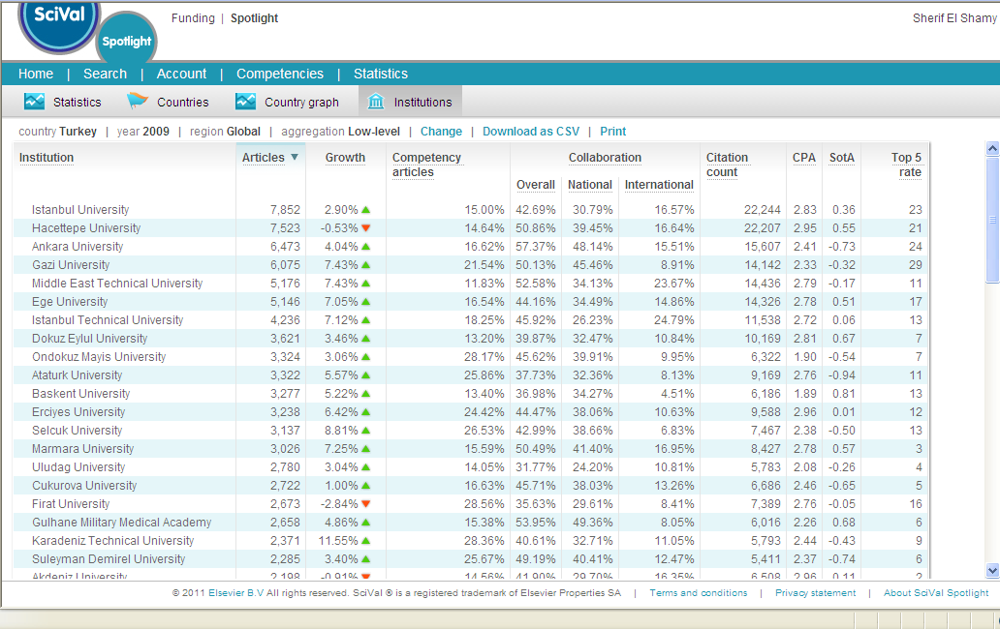 SciVal
Spotlight
Funding | Spotlight
Sherif El Shamy
Home | Search | Account | Competencies | Statistics
Statistics Countries Country graph Institutions
country Turkey | year 2009 | region Global | aggregation Low-level | Change | Download as CSV | Print
Institution Articles Growth Competency articles Collaboration Citation count CPA SotA Top 5 rate
Overall National International
Istanbul University 7,852 2.90% 15.00% 42.69% 30.79% 16.57% 22,244 2.83 0.36 23
Hacettepe University 7,523 -0.53% 14.64% 50.86% 39.45% 16.64% 22,207 2.95 0.55 21
Ankara University 6,473 4.04% 16.62% 57.37% 48.14% 15.51% 15,607 2.41 -0.73 24
Gazi University 6,075 7.43% 21.54% 50.13% 45.46% 8.91% 14,142 2.33 -0.32 29
Middle East Technical University 5,176 7.43% 11.83% 52.58% 34.13% 23.67% 14,436 2.79 -0.17 11
Ege University 5,146 7.05% 16.54% 44.16% 34.49% 14.86% 14,326 2.78 0.51 17
Istanbul Technical University 4,236 7.12% 18.25% 45.92% 26.23% 24.79% 11,538 2.72 0.06 13
Dokuz Eylul University 3,621 3.46% 13.20% 39.87% 32.47% 10.84% 10,169 2.81 0.67 7
Ondokuz Mayis University 3,324 3.06% 28.17% 45.62% 39.91% 9.95% 6,322 1.90 -0.54 7
Ataturk University 3,322 5.57% 25.86% 37.73% 32.36% 8.13% 9,169 2.76 -0.94 11
Baskent University 3,277 5.22% 13.40% 36.98% 34.27% 4.51% 6,186 1.89 0.81 13
Erciyes University 3,238 6.42% 24.42% 44.47% 38.06% 10.63% 9,588 2.96 0.01 12
Selcuk University 3,137 8.81% 26.53% 42.99% 38.66% 6.83% 7,467 2.38 -0.50 13
Marmara University 3,026 7.25% 15.59% 50.49% 41.40% 16.95% 8,427 2.78 0.57 3
Uludag University 2,780 3.04% 14.05% 31.77% 24.20% 10.81% 5,783 2.08 -0.26 4
Cukurova University 2,722 1.00% 16.63% 45.71% 38.03% 13.26% 6,686 2.46 -0.65 5
Firat University 2,673 -2.84% 28.56% 35.63% 29.61% 8.41% 7,389 2.76 -0.05 16
Gulhane Military Medical Academy 2,658 4.86% 15.38% 53.95% 49.36% 8.05% 6,016 2.26 0.68 6
Karadeniz Technical University 2,371 11.55% 28.36% 40.61% 32.71% 11.05% 5,793 2.44 -0.43 9
Suleyman Demirel University 2,285 3.40% 25.67% 49.19% 40.41% 12.47% 5,411 2.37 -0.74 6
Akdeniz University 2,198 -0.91% 14.56% 41.90% 29.70% 16.35% 6,508 2.96 0.11 2
© 2011 Elsevier B.V All rights reserved. SciVal ® is a registered trademark of Elsevier Properties SA | Terms and conditions | Privacy statement | About SciVal Spotlight